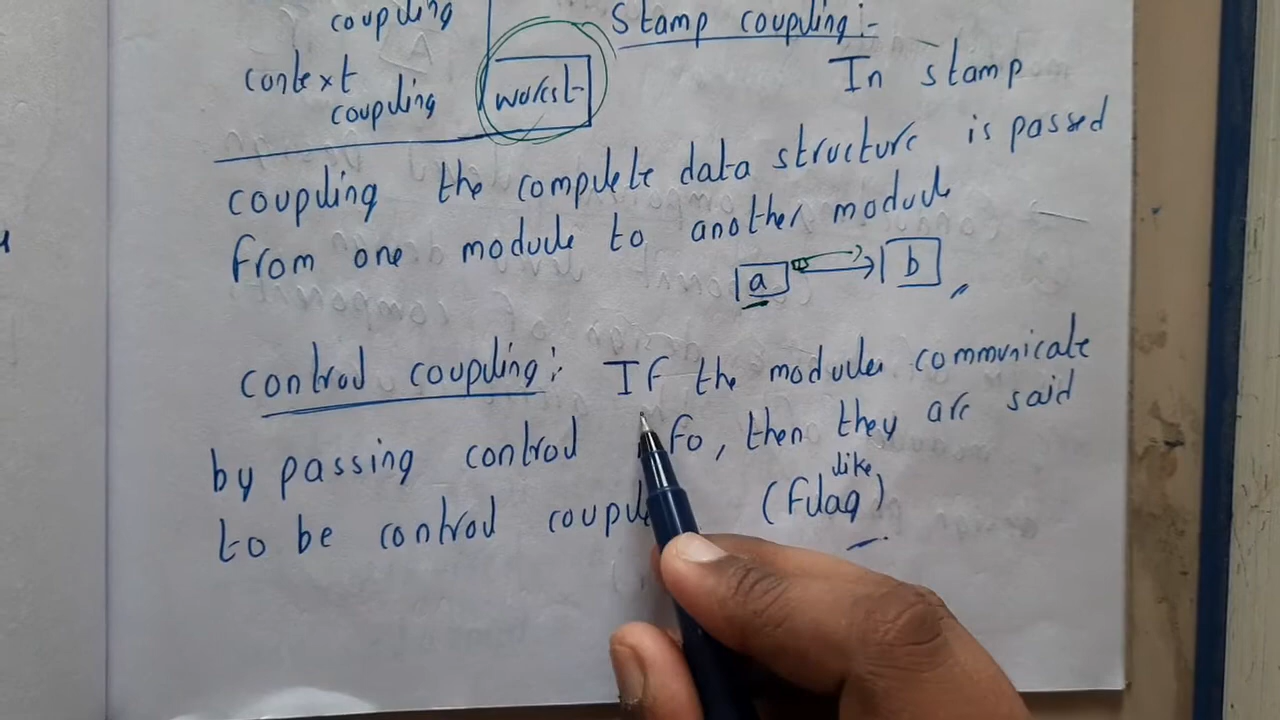 coupling
context
coupling
worst
Stamp coupling:-
In stamp
coupling the complete data structure is passed
from one module to another module
a b
control coupling: If the modules communicate
by passing control fo, then they are said
to be control coupl (like Flag)